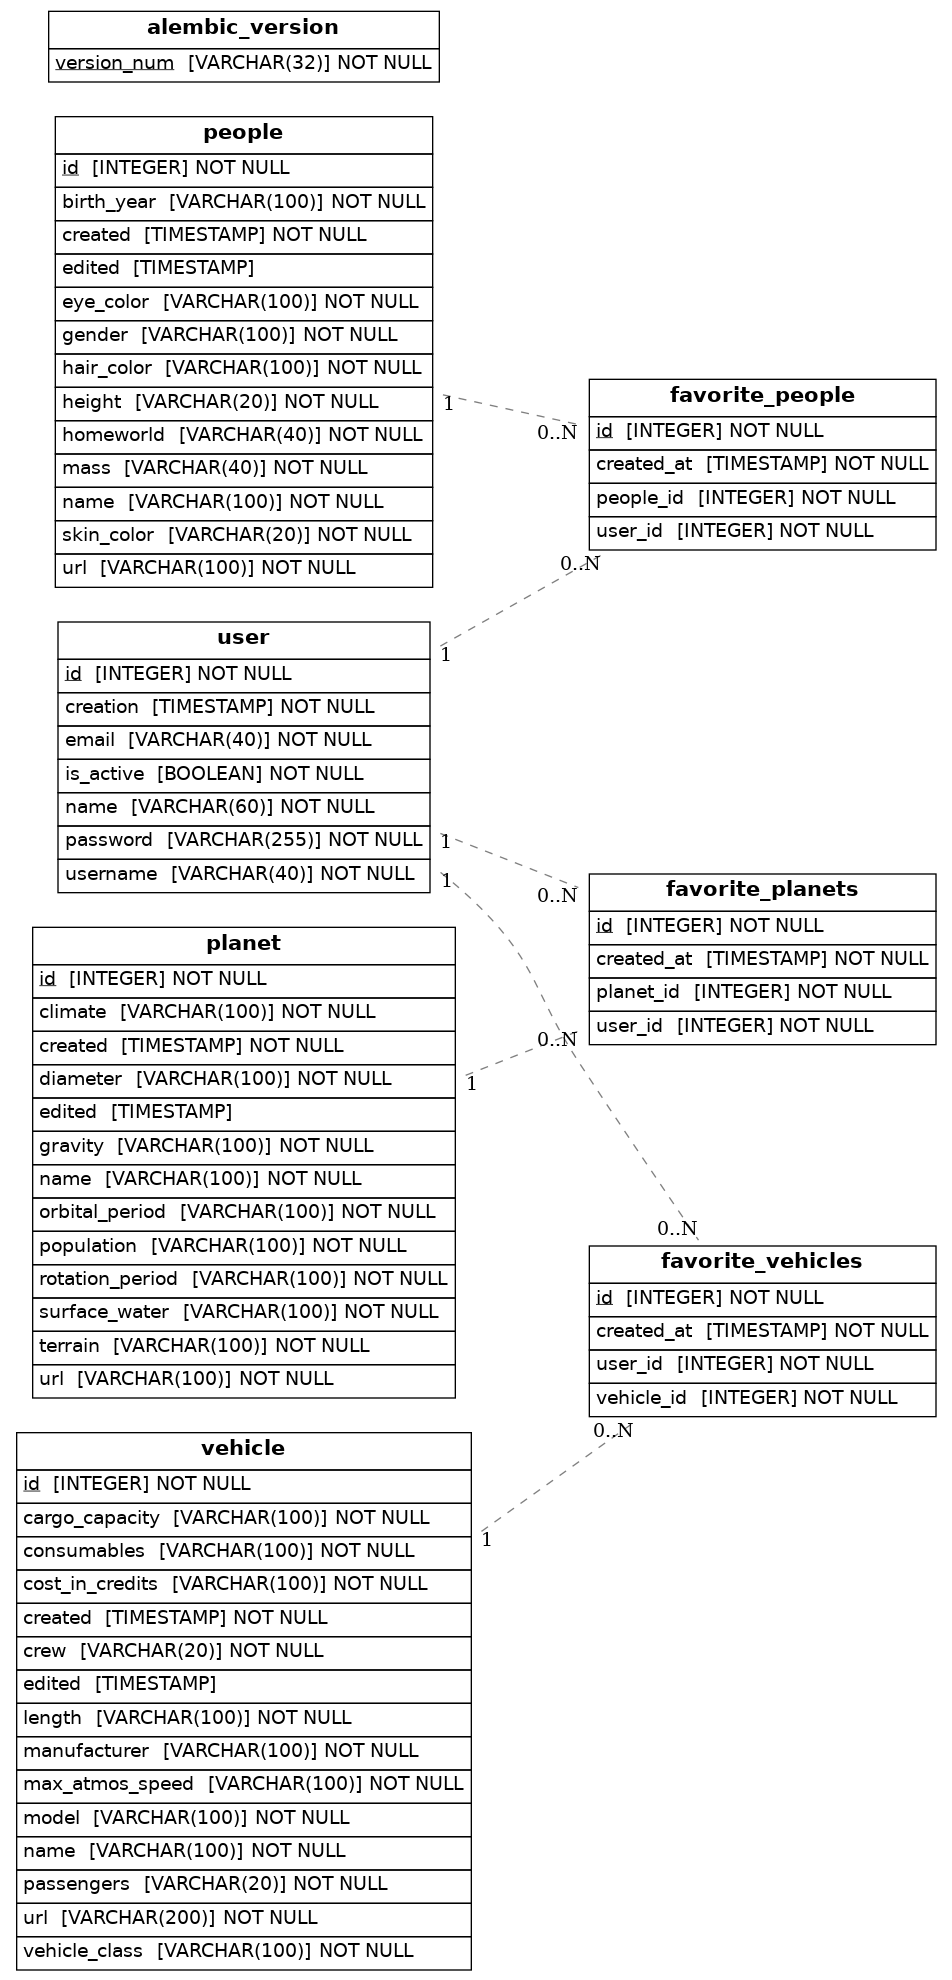 alembic_version
version_num [VARCHAR(32)] NOT NULL
people
id [INTEGER] NOT NULL
birth_year [VARCHAR(100)] NOT NULL
created [TIMESTAMP] NOT NULL
edited [TIMESTAMP]
eye_color [VARCHAR(100)] NOT NULL
gender [VARCHAR(100)] NOT NULL
hair_color [VARCHAR(100)] NOT NULL
height [VARCHAR(20)] NOT NULL
homeworld [VARCHAR(40)] NOT NULL
mass [VARCHAR(40)] NOT NULL
name [VARCHAR(100)] NOT NULL
skin_color [VARCHAR(20)] NOT NULL
url [VARCHAR(100)] NOT NULL
1
0..N
favorite_people
id [INTEGER] NOT NULL
created_at [TIMESTAMP] NOT NULL
people_id [INTEGER] NOT NULL
user_id [INTEGER] NOT NULL
0..N
1
user
id [INTEGER] NOT NULL
creation [TIMESTAMP] NOT NULL
email [VARCHAR(40)] NOT NULL
is_active [BOOLEAN] NOT NULL
name [VARCHAR(60)] NOT NULL
password [VARCHAR(255)] NOT NULL
username [VARCHAR(40)] NOT NULL
1
0..N
1
favorite_planets
id [INTEGER] NOT NULL
created_at [TIMESTAMP] NOT NULL
planet_id [INTEGER] NOT NULL
user_id [INTEGER] NOT NULL
0..N
1
planet
id [INTEGER] NOT NULL
climate [VARCHAR(100)] NOT NULL
created [TIMESTAMP] NOT NULL
diameter [VARCHAR(100)] NOT NULL
edited [TIMESTAMP]
gravity [VARCHAR(100)] NOT NULL
name [VARCHAR(100)] NOT NULL
orbital_period [VARCHAR(100)] NOT NULL
population [VARCHAR(100)] NOT NULL
rotation_period [VARCHAR(100)] NOT NULL
surface_water [VARCHAR(100)] NOT NULL
terrain [VARCHAR(100)] NOT NULL
url [VARCHAR(100)] NOT NULL
0..N
favorite_vehicles
id [INTEGER] NOT NULL
created_at [TIMESTAMP] NOT NULL
user_id [INTEGER] NOT NULL
vehicle_id [INTEGER] NOT NULL
0..N
1
vehicle
id [INTEGER] NOT NULL
cargo_capacity [VARCHAR(100)] NOT NULL
consumables [VARCHAR(100)] NOT NULL
cost_in_credits [VARCHAR(100)] NOT NULL
created [TIMESTAMP] NOT NULL
crew [VARCHAR(20)] NOT NULL
edited [TIMESTAMP]
length [VARCHAR(100)] NOT NULL
manufacturer [VARCHAR(100)] NOT NULL
max_atmos_speed [VARCHAR(100)] NOT NULL
model [VARCHAR(100)] NOT NULL
name [VARCHAR(100)] NOT NULL
passengers [VARCHAR(20)] NOT NULL
url [VARCHAR(200)] NOT NULL
vehicle_class [VARCHAR(100)] NOT NULL